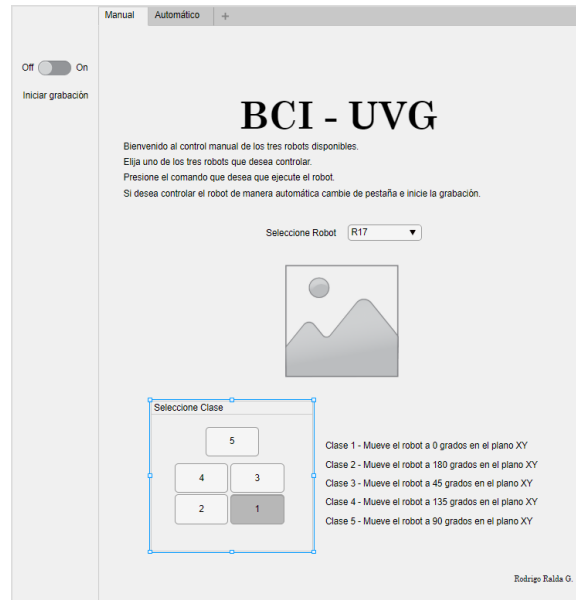 Manual Automático +
Off On
Iniciar grabación
BCI - UVG
Bienvenido al control manual de los tres robots disponibles.
Elija uno de los tres robots que desea controlar.
Presione el comando que desea que ejecute el robot.
Si desea controlar el robot de manera automática cambie de pestaña e inicie la grabación.
Seleccione Robot R17
Seleccione Clase
5
4 3
2 1
Clase 1 - Mueve el robot a 0 grados en el plano XY
Clase 2 - Mueve el robot a 180 grados en el plano XY
Clase 3 - Mueve el robot a 45 grados en el plano XY
Clase 4 - Mueve el robot a 135 grados en el plano XY
Clase 5 - Mueve el robot a 90 grados en el plano XY
Rodrigo Ralda G.